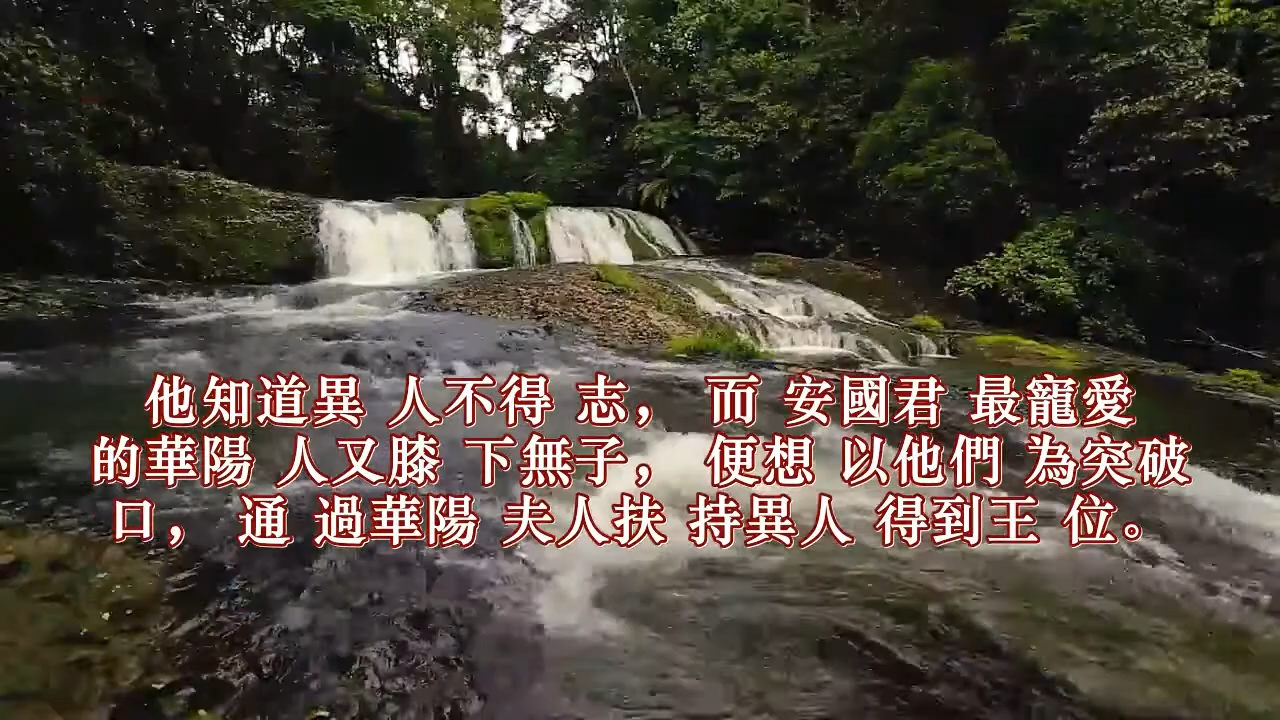 他知道異 人不得 志， 而 安國君 最寵愛
的華陽 人又膝 下無子， 便想 以他們 為突破
口， 通 過華陽 夫人扶 持異人 得到王 位。